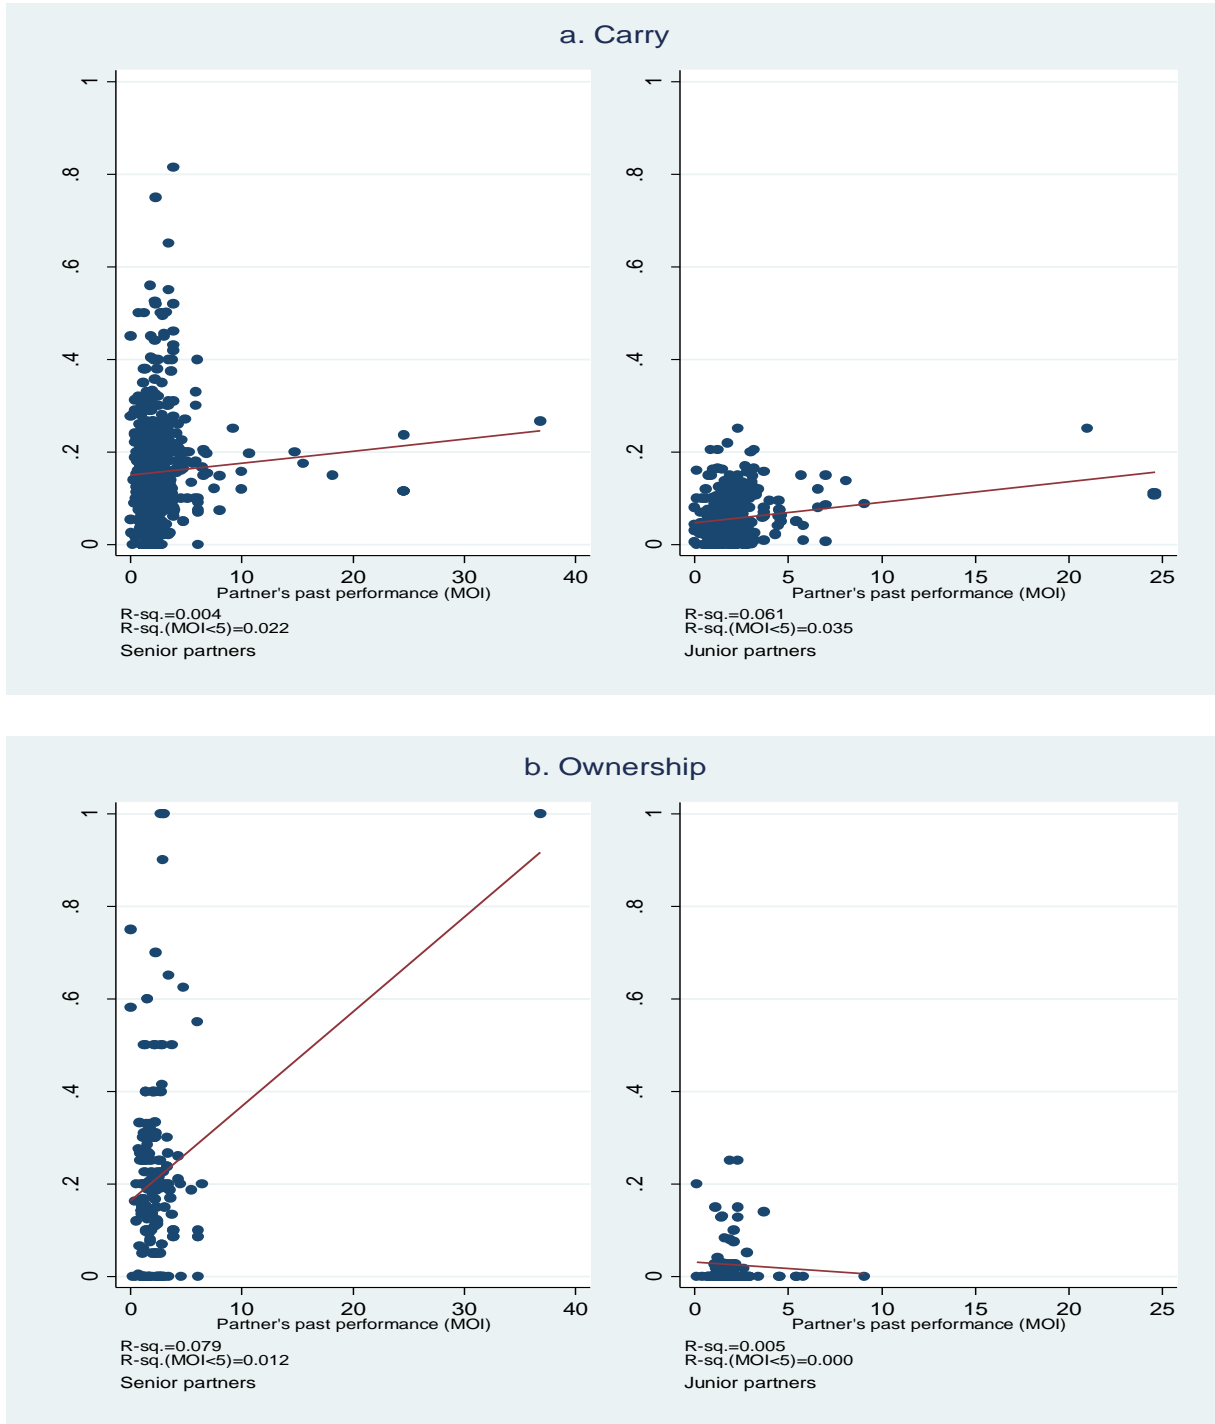 a. Carry
1
.8
.6
.4
.2
0
0 10 20 30 40
Partner's past performance (MOI)
R-sq.=0.004
R-sq.(MOI<5)=0.022
Senior partners
1
.8
.6
.4
.2
0
0 5 10 15 20 25
Partner's past performance (MOI)
R-sq.=0.061
R-sq.(MOI<5)=0.035
Junior partners
b. Ownership
1
.8
.6
.4
.2
0
0 10 20 30 40
Partner's past performance (MOI)
R-sq.=0.079
R-sq.(MOI<5)=0.012
Senior partners
1
.8
.6
.4
.2
0
0 5 10 15 20 25
Partner's past performance (MOI)
R-sq.=0.005
R-sq.(MOI<5)=0.000
Junior partners